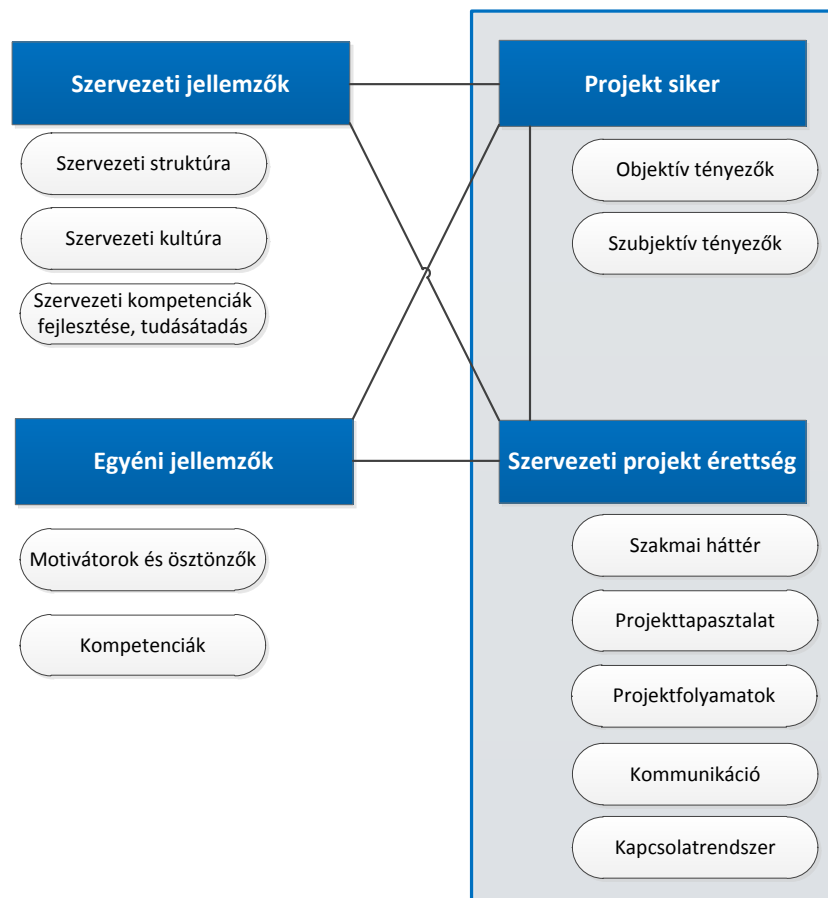 Szervezeti jellemzők
Szervezeti struktúra
Szervezeti kultúra
Szervezeti kompetenciák
fejlesztése, tudásátadás
Egyéni jellemzők
Motivátorok és ösztönzők
Kompetenciák
Projekt siker
Objektív tényezők
Szubjektív tényezők
Szervezeti projekt érettség
Szakmai háttér
Projekttapasztalat
Projektfolyamatok
Kommunikáció
Kapcsolatrendszer